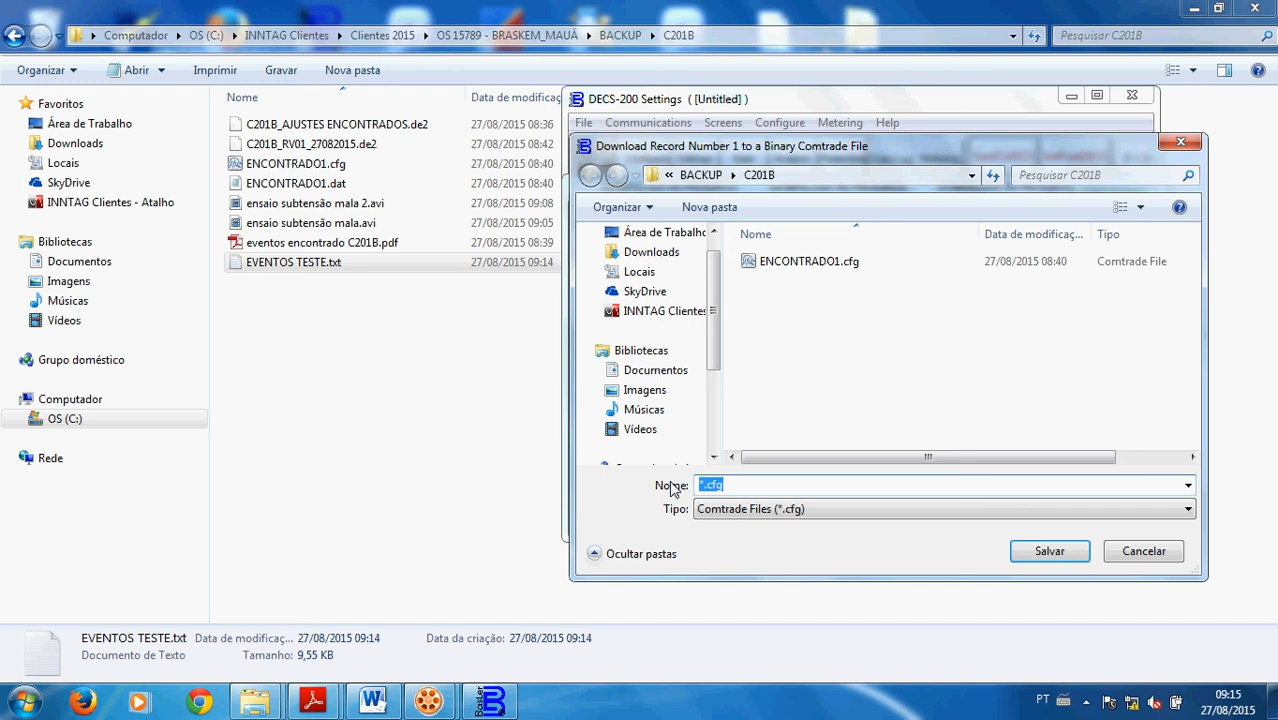 Computer
OS (C:)
INNTAG Clientes
Clientes 2015
OS 15789 - BRASKEM_MAUÁ
BACKUP
C201B
Pesquisar C201B
Organizar
Abrir
Imprimir
Gravar
Nova pasta
Favoritos
Área de Trabalho
Downloads
Locais
SkyDrive
INNTAG Clientes - Atalho
Bibliotecas
Documentos
Imagens
Músicas
Vídeos
Grupo doméstico
Computador
OS (C:)
Rede
Nome
Data de modificaç
C201B_AJUSTES ENCONTRADOS.de2
27/08/2015 08:36
C201B_RV01_27082015.de2
27/08/2015 08:42
ENCONTRADO1.cfg
27/08/2015 08:40
ENCONTRADO1.dat
27/08/2015 08:40
ensaio subtensão mala 2.avi
27/08/2015 09:08
ensaio subtensão mala.avi
27/08/2015 09:05
eventos encontrado C201B.pdf
27/08/2015 08:39
EVENTOS TESTE.txt
27/08/2015 09:14
DECS-200 Settings ( [Untitled] )
File Communications Screens Configure Metering Help
Download Record Number 1 to a Binary Comtrade File
« BACKUP
C201B
Pesquisar C201B
Organizar
Nova pasta
Área de Trabalho
Downloads
Locais
SkyDrive
INNTAG Clientes
Bibliotecas
Documentos
Imagens
Músicas
Vídeos
Nome
Data de modificaç...
Tipo
ENCONTRADO1.cfg
27/08/2015 08:40
Comtrade File
Nome:
*.cfg
Tipo:
Comtrade Files (*.cfg)
Ocultar pastas
Salvar
Cancelar
EVENTOS TESTE.txt
Data de modificaç... 27/08/2015 09:14
Data da criação: 27/08/2015 09:14
Documento de Texto
Tamanho: 9,55 KB
Basler
PT
09:15
27/08/2015